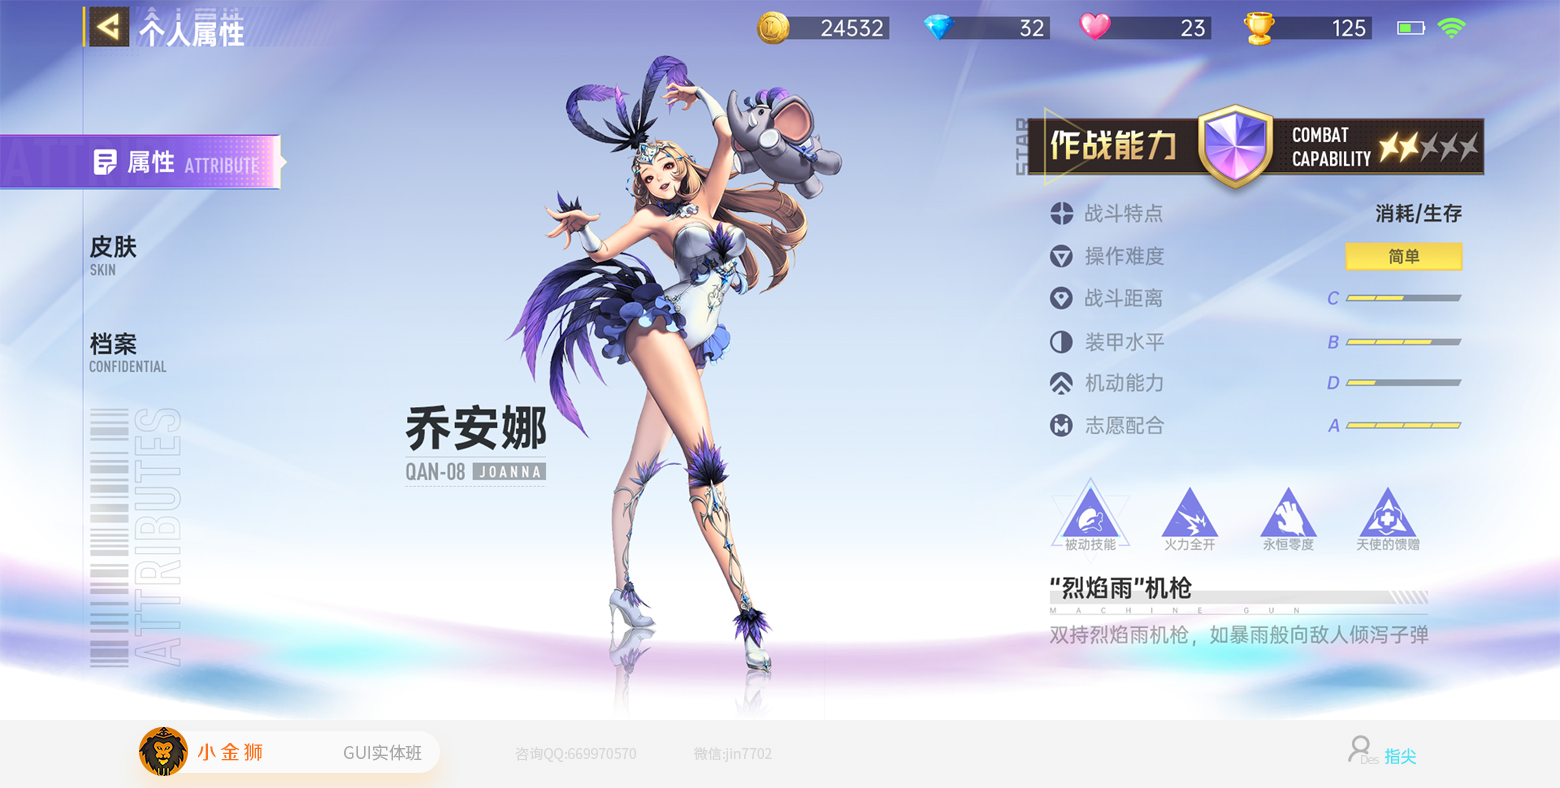 个人属性
24532
32
23
125
属性 ATTRIBUTE
皮肤
SKIN
档案
CONFIDENTIAL
ATTRIBUTES
乔安娜
QAN-08 JOANNA
STAR
作战能力
COMBAT
CAPABILITY
战斗特点 消耗/生存
操作难度 简单
战斗距离 C
装甲水平 B
机动能力 D
志愿配合 A
被动技能 火力全开 永恒零度 天使的馈赠
“烈焰雨”机枪
MACHINE GUN
双持烈焰雨机枪，如暴雨般向敌人倾泻子弹
小金狮 GUI实体班 咨询QQ:669970570 微信:jin7702 Des 指尖